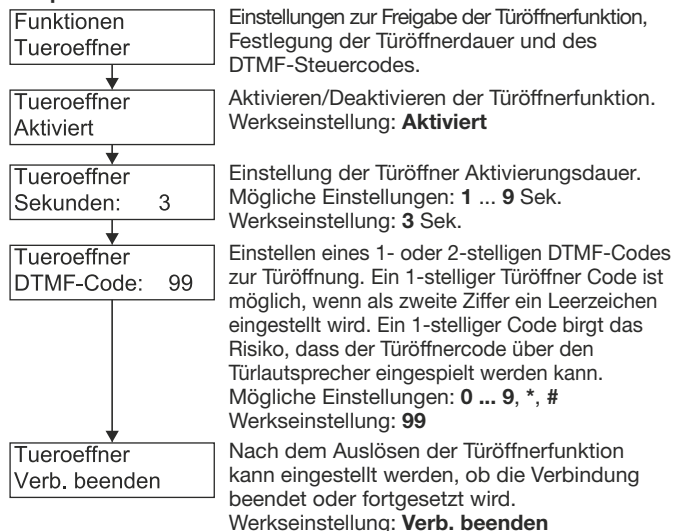 Funktionen
Tueroeffner
Einstellungen zur Freigabe der Türöffnerfunktion,
Festlegung der Türöffnerdauer und des
DTMF-Steuercodes.
Tueroeffner
Aktiviert
Aktivieren/Deaktivieren der Türöffnerfunktion.
Werkseinstellung: Aktiviert
Tueroeffner
Sekunden: 3
Einstellung der Türöffner Aktivierungsdauer.
Mögliche Einstellungen: 1 ... 9 Sek.
Werkseinstellung: 3 Sek.
Tueroeffner
DTMF-Code: 99
Einstellen eines 1- oder 2-stelligen DTMF-Codes
zur Türöffnung. Ein 1-stelliger Türöffner Code ist
möglich, wenn als zweite Ziffer ein Leerzeichen
eingestellt wird. Ein 1-stelliger Code birgt das
Risiko, dass der Türöffnercode über den
Türlautsprecher eingespielt werden kann.
Mögliche Einstellungen: 0 ... 9, *, #
Werkseinstellung: 99
Tueroeffner
Verb. beenden
Nach dem Auslösen der Türöffnerfunktion
kann eingestellt werden, ob die Verbindung
beendet oder fortgesetzt wird.
Werkseinstellung: Verb. beenden